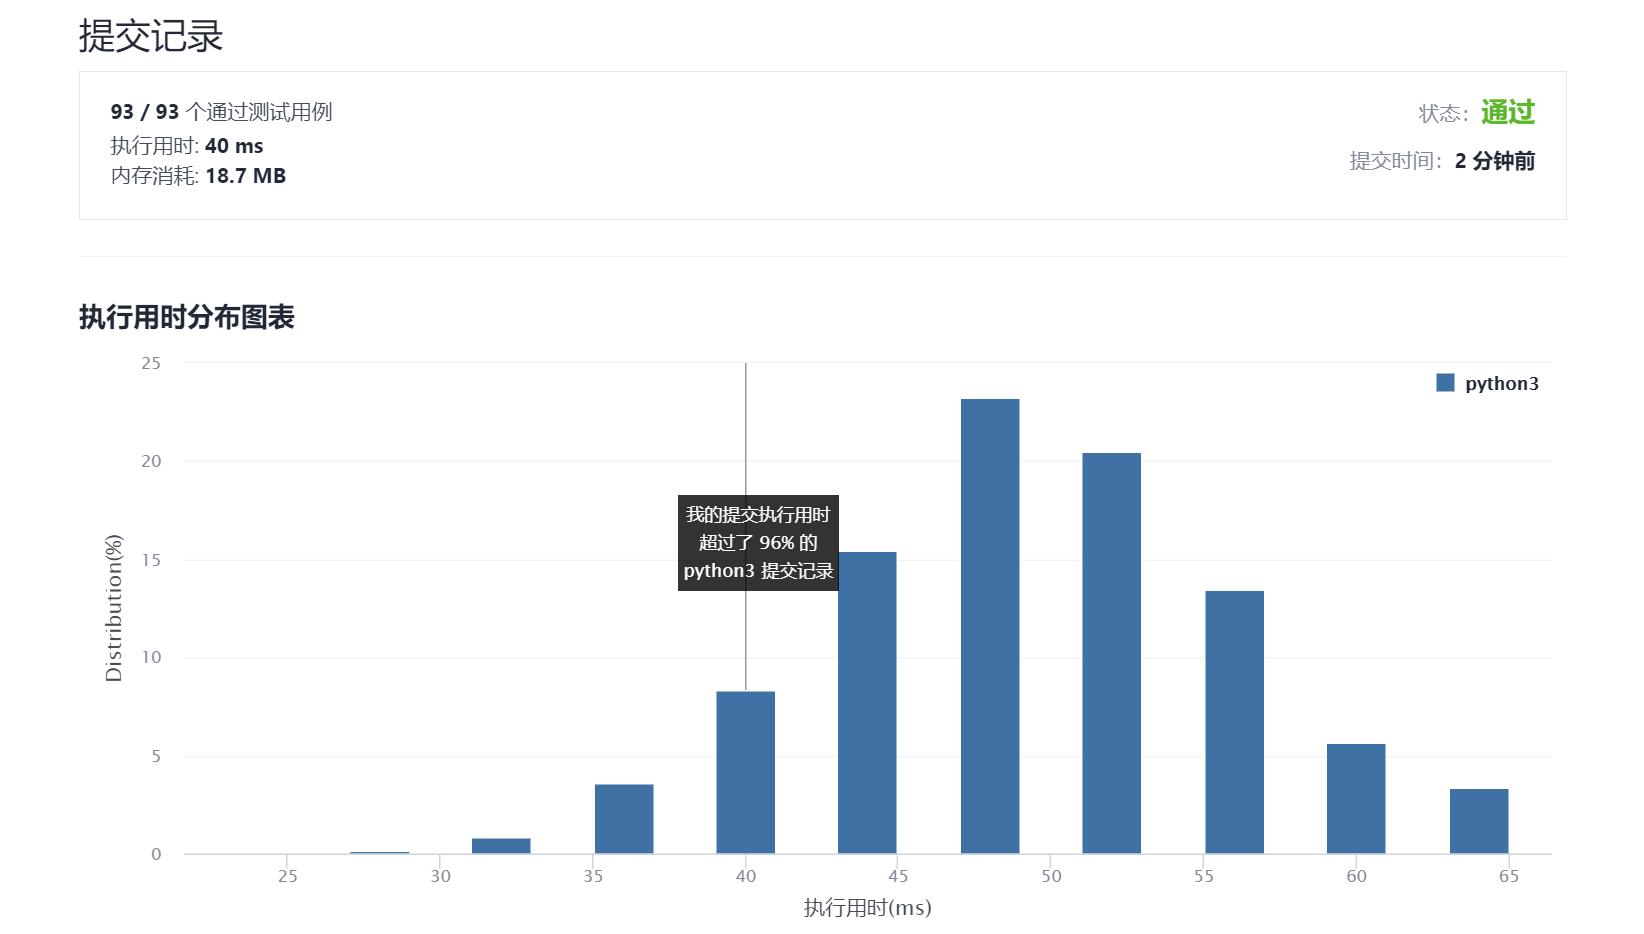 提交记录
93 / 93 个通过测试用例
状态：通过
执行用时: 40 ms
提交时间：2 分钟前
内存消耗: 18.7 MB
执行用时分布图表
25
python3
20
我的提交执行用时
超过了 96% 的
python3 提交记录
15
Distribution(%)
10
5
0
25 30 35 40 45 50 55 60 65
执行用时(ms)